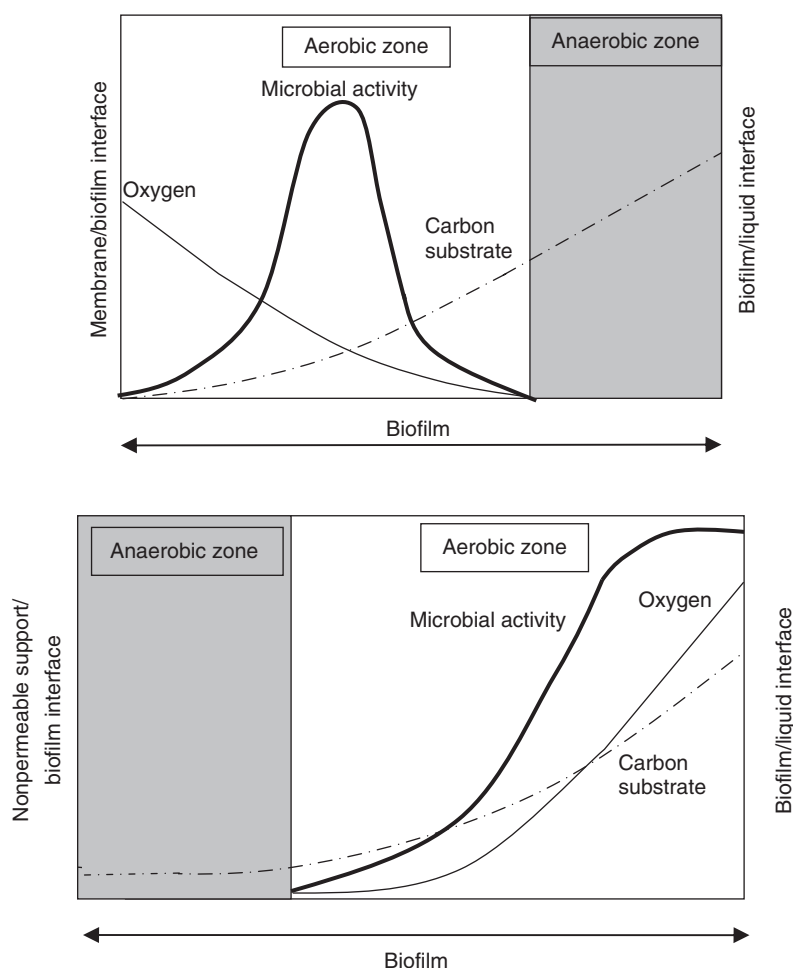 Aerobic zone
Anaerobic zone
Microbial activity
Oxygen
Carbon
substrate
Membrane/biofilm interface
Biofilm/liquid interface
Biofilm
Anaerobic zone
Aerobic zone
Microbial activity
Oxygen
Carbon
substrate
Nonpermeable support/
biofilm interface
Biofilm/liquid interface
Biofilm